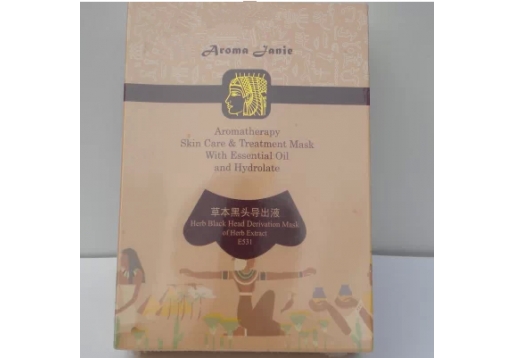 Aroma Janie
Aromatherapy
Skin Care & Treatment Mask
With Essential Oil
and Hydrolate
草本黑头导出液
Herb Black Head Derivation Mask
of Herb Extract
E531